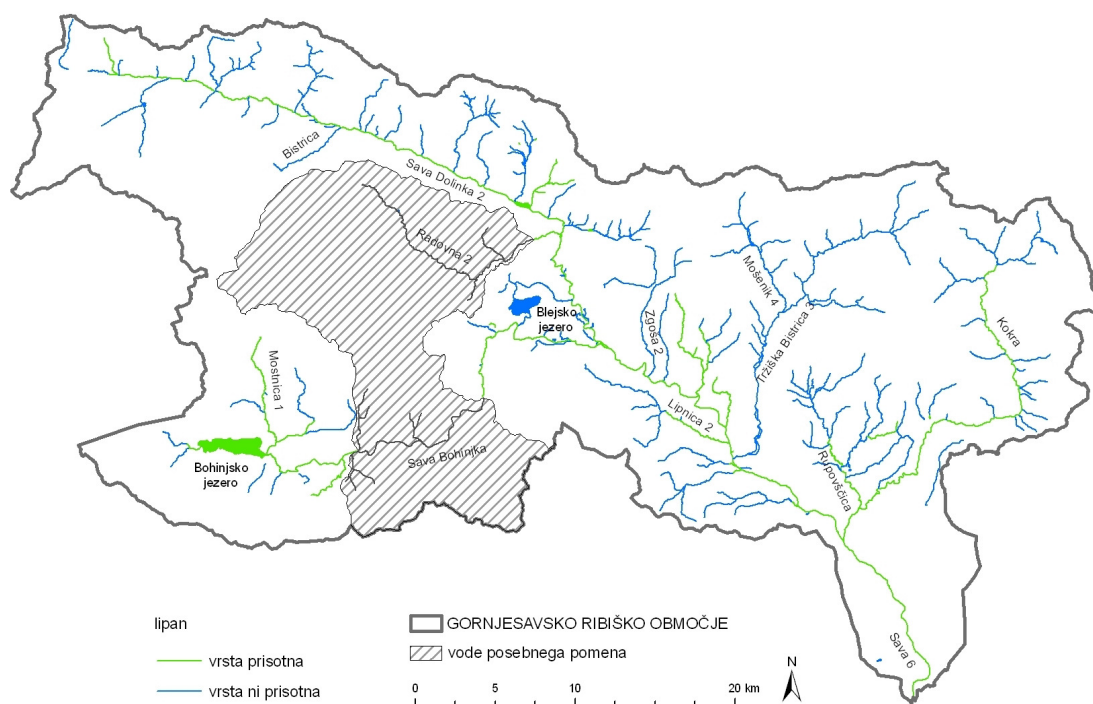 Bistrica
Sava Dolinka 2
Radovna 2
Mošenik 4
Blejsko
jezero
Zgoša 2
Tržiška Bistrica 3
Kokra
Mostnica 1
Lipnica 2
Bohinjsko
jezero
Sava Bohinjka
Rupovščica
Sava 6
lipan
vrsta prisotna
vrsta ni prisotna
GORNJESAVSKO RIBIŠKO OBMOČJE
vode posebnega pomena
0 5 10 20 km
N